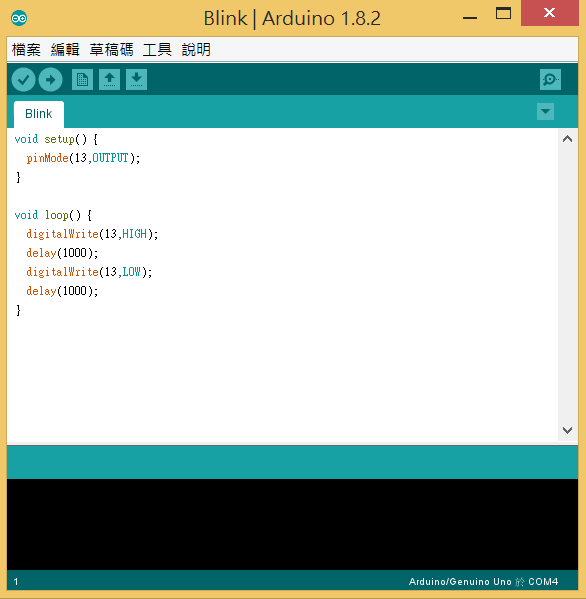 Blink | Arduino 1.8.2
檔案 編輯 草稿碼 工具 說明
Blink
void setup() {
  pinMode(13,OUTPUT);
}
void loop() {
  digitalWrite(13,HIGH);
  delay(1000);
  digitalWrite(13,LOW);
  delay(1000);
}
1
Arduino/Genuino Uno 於 COM4